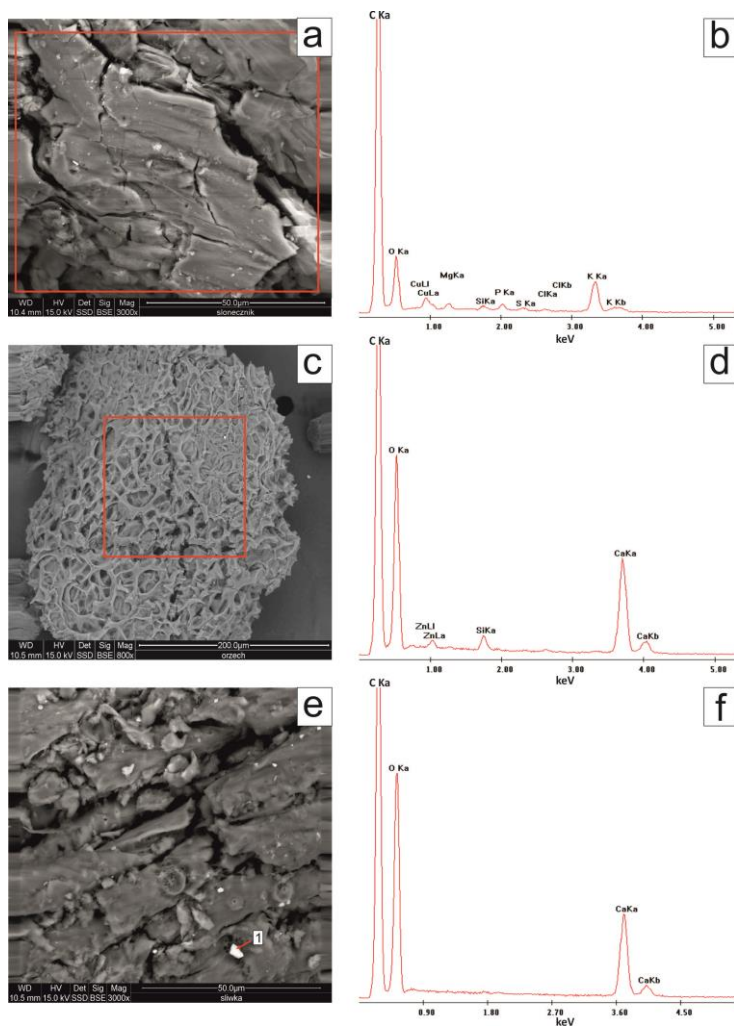 a
WD HV Det Sig Mag 50.0µm
10.4 mm 15.0 kV SSD BSE 3000x slonecznik
b
C Ka
O Ka
CuLl
CuLa
MgKa
SiKa
P Ka
S Ka
ClKa
ClKb
K Ka
K Kb
1.00 2.00 3.00 4.00 5.00
keV
c
WD HV Det Sig Mag 200.0µm
10.5 mm 15.0 kV SSD BSE 800x orzech
d
C Ka
O Ka
ZnLl
ZnLa
SiKa
CaKa
CaKb
1.00 2.00 3.00 4.00 5.00
keV
e
1
WD HV Det Sig Mag 50.0µm
10.5 mm 15.0 kV SSD BSE 3000x sliwka
f
C Ka
O Ka
CaKa
CaKb
0.90 1.80 2.70 3.60 4.50
keV